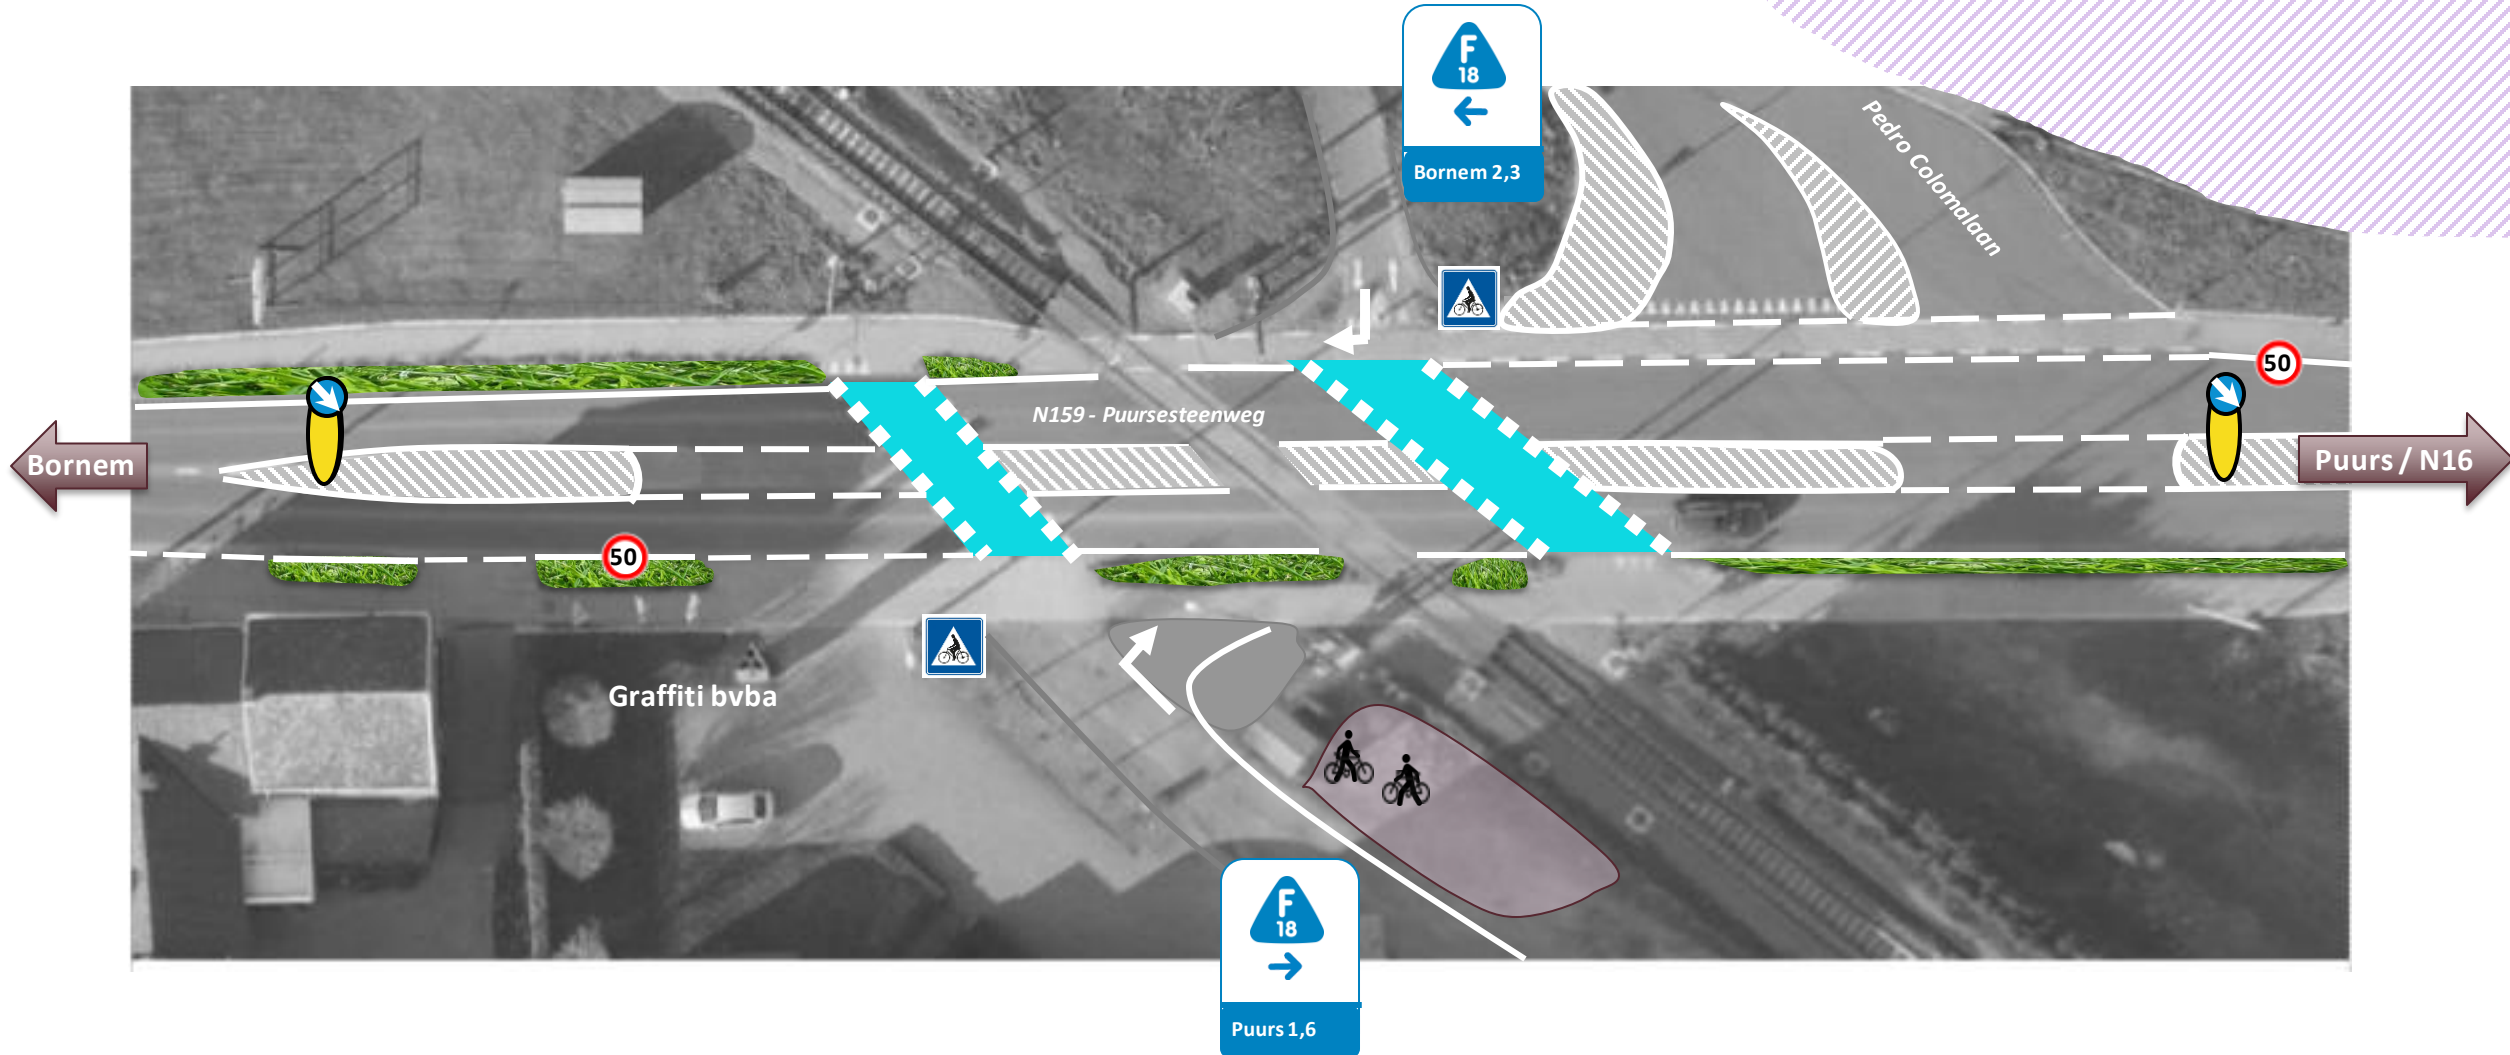 F
18
Bornem 2,3
Pedro Colomalaan
50
N159 - Puursesteenweg
Bornem
Puurs / N16
50
Graffiti bvba
F
18
Puurs 1,6